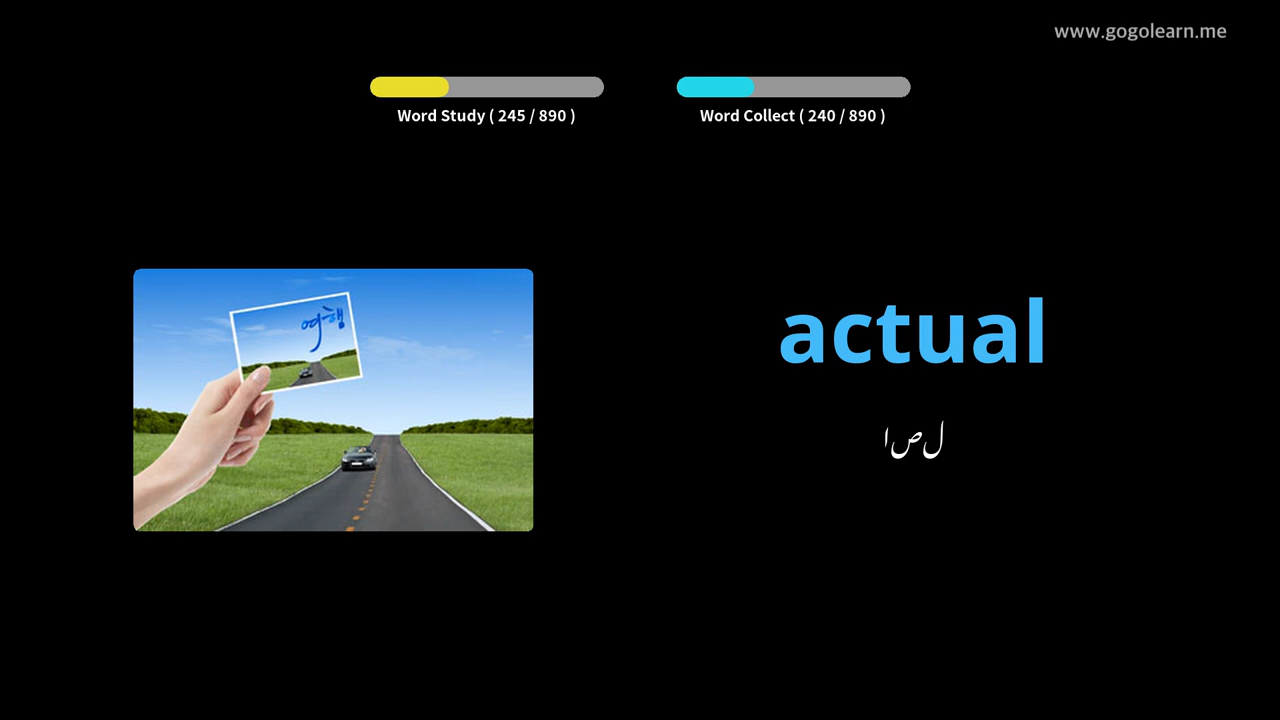 www.gogolearn.me
Word Study ( 245 / 890 )
Word Collect ( 240 / 890 )
여행
actual
اصل